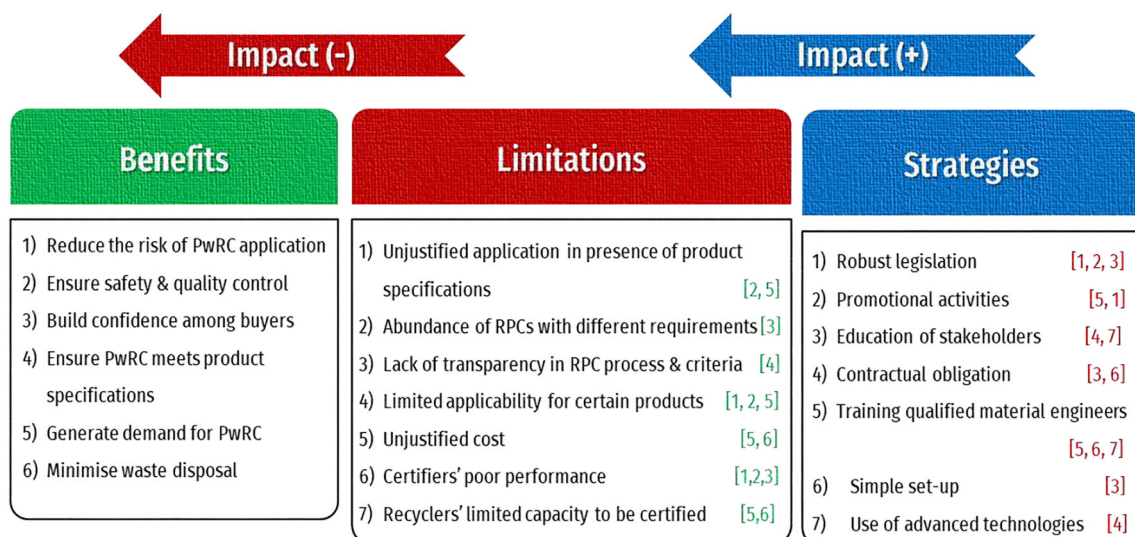 Impact (-)
Impact (+)
Benefits
Limitations
Strategies
1) Reduce the risk of PwRC application
2) Ensure safety & quality control
3) Build confidence among buyers
4) Ensure PwRC meets product
specifications
5) Generate demand for PwRC
6) Minimise waste disposal
1) Unjustified application in presence of product
specifications [2, 5]
2) Abundance of RPCs with different requirements [3]
3) Lack of transparency in RPC process & criteria [4]
4) Limited applicability for certain products [1, 2, 5]
5) Unjustified cost [5, 6]
6) Certifiers' poor performance [1,2,3]
7) Recyclers' limited capacity to be certified [5,6]
1) Robust legislation [1, 2, 3]
2) Promotional activities [5, 1]
3) Education of stakeholders [4, 7]
4) Contractual obligation [3, 6]
5) Training qualified material engineers
[5, 6, 7]
6) Simple set-up [3]
7) Use of advanced technologies [4]